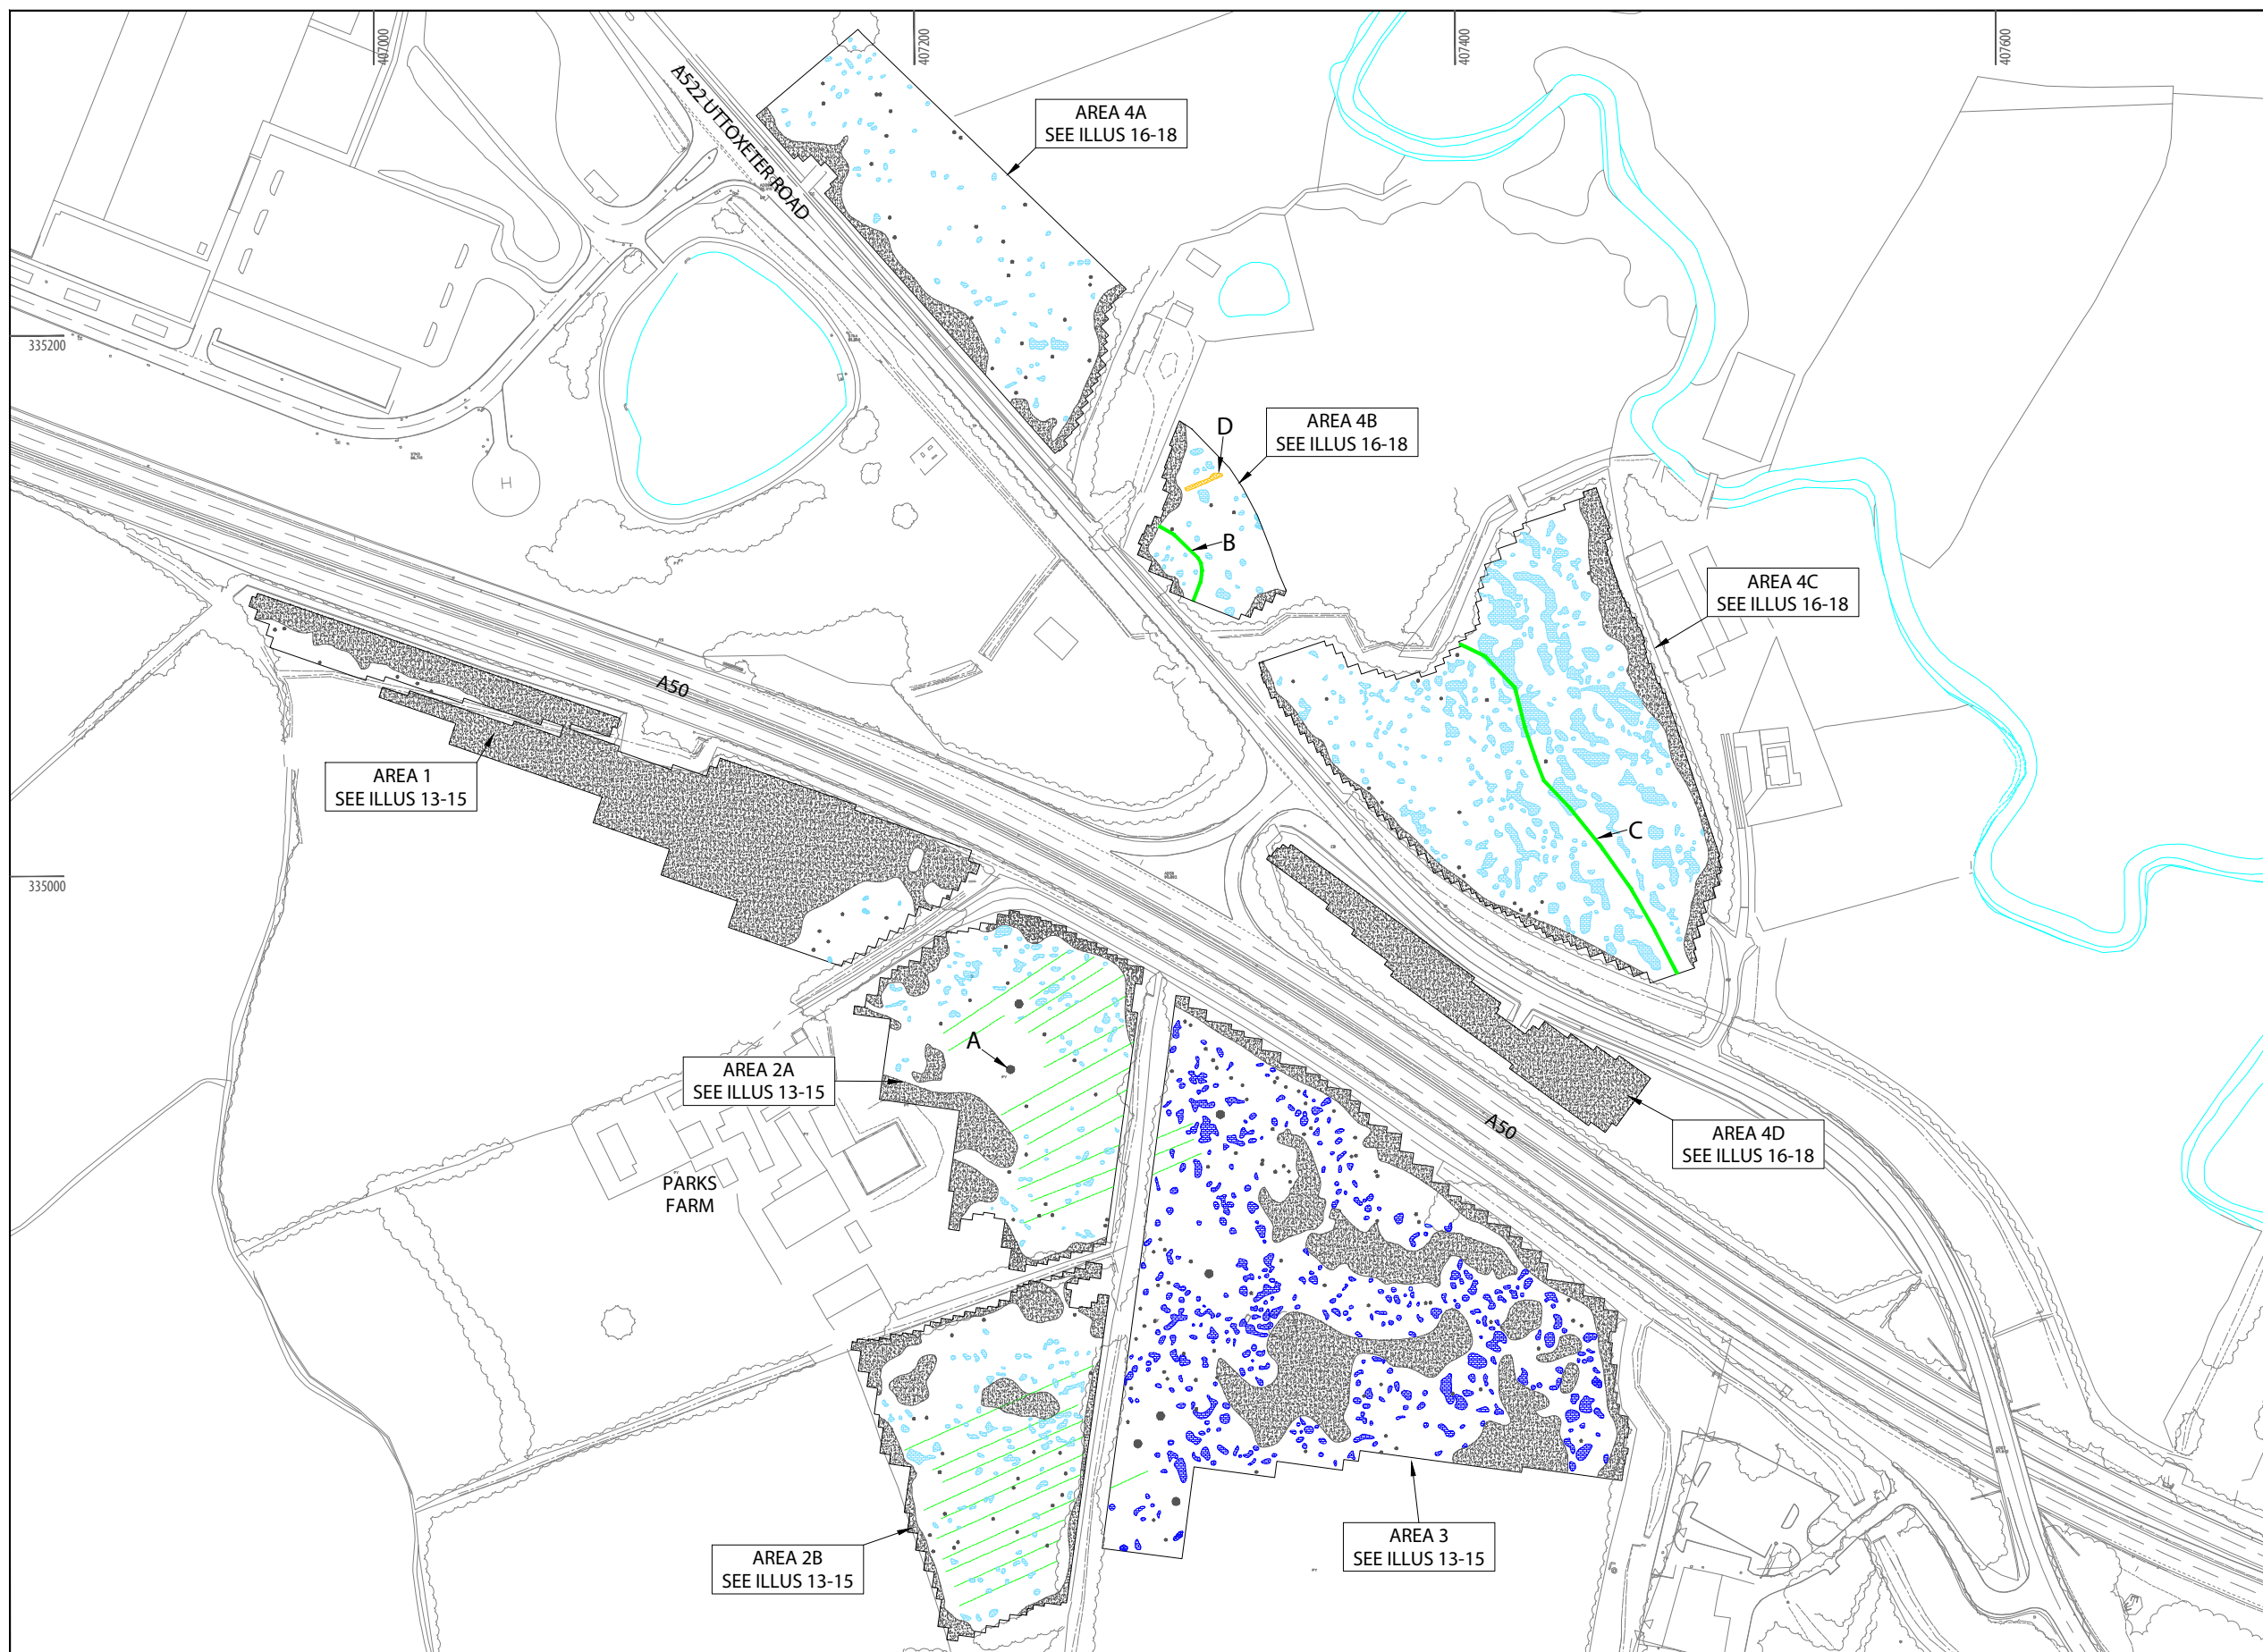 407000
407200
407400
407600
A522 UTTOXETER ROAD
AREA 4A
SEE ILLUS 16-18
335200
D
AREA 4B
SEE ILLUS 16-18
H
B
AREA 4C
SEE ILLUS 16-18
A50
AREA 1
SEE ILLUS 13-15
C
335000
A
AREA 2A
SEE ILLUS 13-15
A50
AREA 4D
SEE ILLUS 16-18
PARKS
FARM
AREA 3
SEE ILLUS 13-15
AREA 2B
SEE ILLUS 13-15